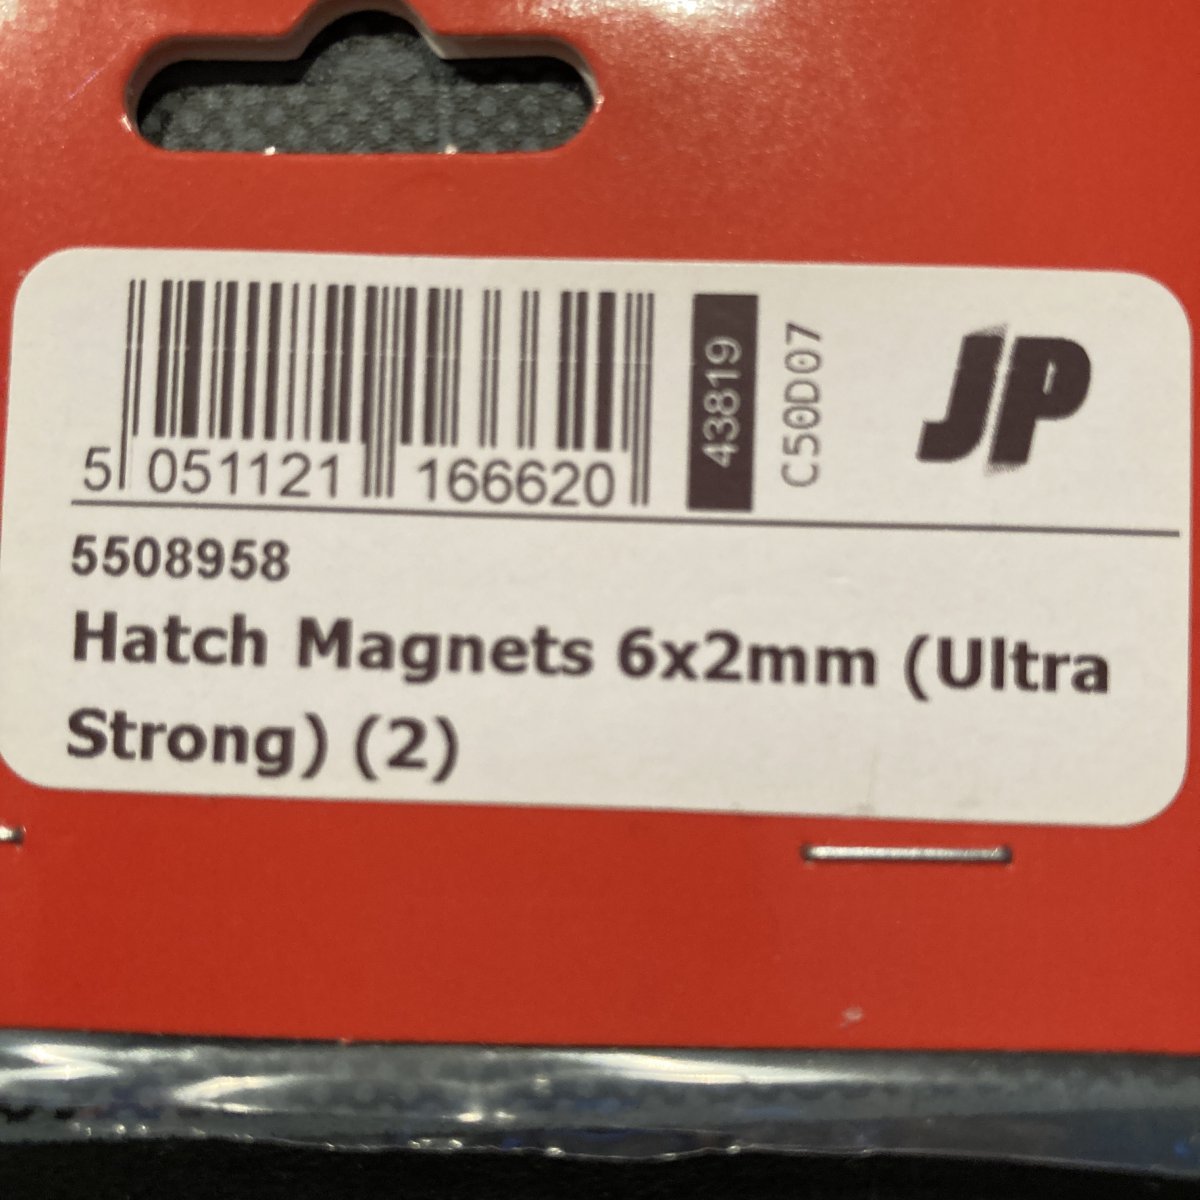 5 051121 166620
43819
C50D07
JP
5508958
Hatch Magnets 6x2mm (Ultra
Strong) (2)